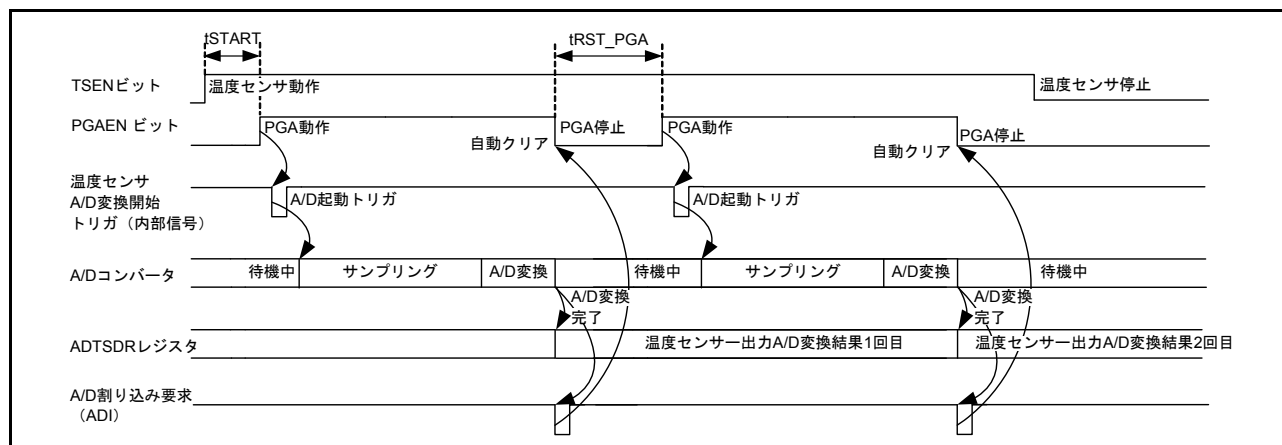 tSTART
tRST_PGA
TSENビット
温度センサ動作
温度センサ停止
PGAEN ビット
PGA動作
PGA停止
PGA動作
PGA停止
自動クリア
自動クリア
温度センサ
A/D変換開始
トリガ（内部信号）
A/D起動トリガ
A/D起動トリガ
A/Dコンバータ
待機中
サンプリング
A/D変換
待機中
サンプリング
A/D変換
待機中
A/D変換
完了
A/D変換
完了
ADTSDRレジスタ
温度センサー出力A/D変換結果1回目
温度センサー出力A/D変換結果2回目
A/D割り込み要求
（ADI）